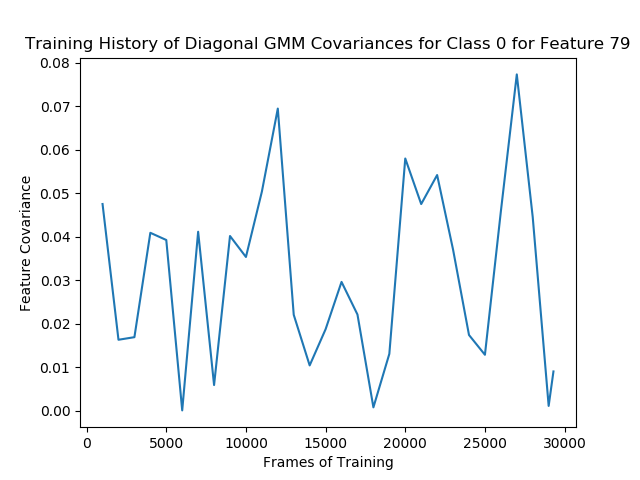 Training History of Diagonal GMM Covariances for Class 0 for Feature 79
0.08
0.07
0.06
0.05
0.04
0.03
0.02
0.01
0.00
Feature Covariance
0 5000 10000 15000 20000 25000 30000
Frames of Training